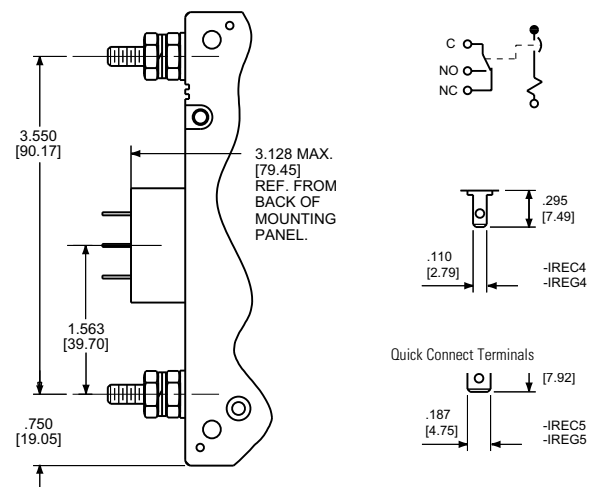 C
NO
NC
3.550
[90.17]
3.128 MAX.
[79.45]
REF. FROM
BACK OF
MOUNTING
PANEL.
.295
[7.49]
.110
[2.79]
-IREC4
-IREG4
1.563
[39.70]
Quick Connect Terminals
[7.92]
.187
[4.75]
-IREC5
-IREG5
.750
[19.05]